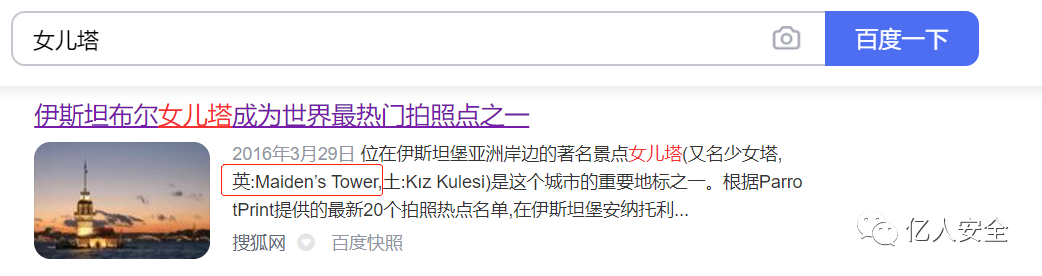 女儿塔
百度一下
伊斯坦布尔女儿塔成为世界最热门拍照点之一
2016年3月29日 位在伊斯坦堡亚洲岸边的著名景点女儿塔(又名少女塔,
英:Maiden’s Tower,土:Kız Kulesi)是这个城市的重要地标之一。根据Parro
tPrint提供的最新20个拍照热点名单,在伊斯坦堡安纳托利...
搜狐网 百度快照
亿人安全